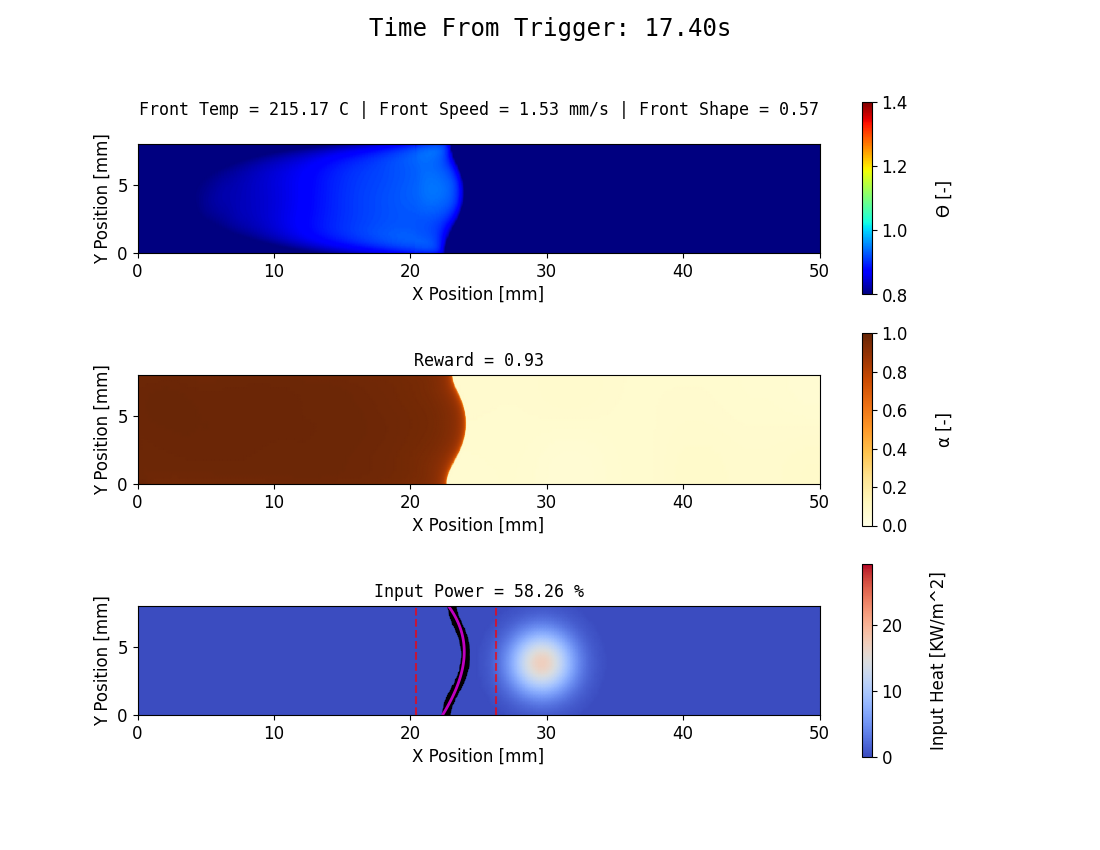 Time From Trigger: 17.40s
Front Temp = 215.17 C | Front Speed = 1.53 mm/s | Front Shape = 0.57
Y Position [mm]
5
0
0 10 20 30 40 50
X Position [mm]
1.4
1.2
1.0
0.8
Θ [-]
Reward = 0.93
Y Position [mm]
5
0
0 10 20 30 40 50
X Position [mm]
1.0
0.8
0.6
0.4
0.2
0.0
α [-]
Input Power = 58.26 %
Y Position [mm]
5
0
0 10 20 30 40 50
X Position [mm]
20
10
0
Input Heat [KW/m^2]